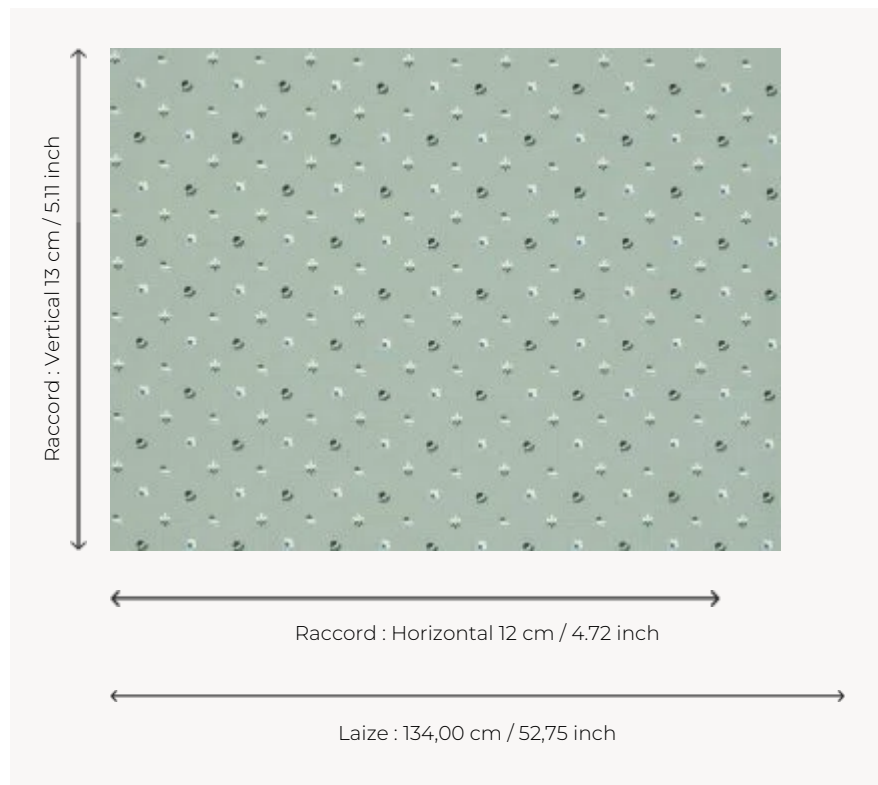 Raccord : Vertical 13 cm / 5.11 inch
Raccord : Horizontal 12 cm / 4.72 inch
Laize : 134,00 cm / 52,75 inch